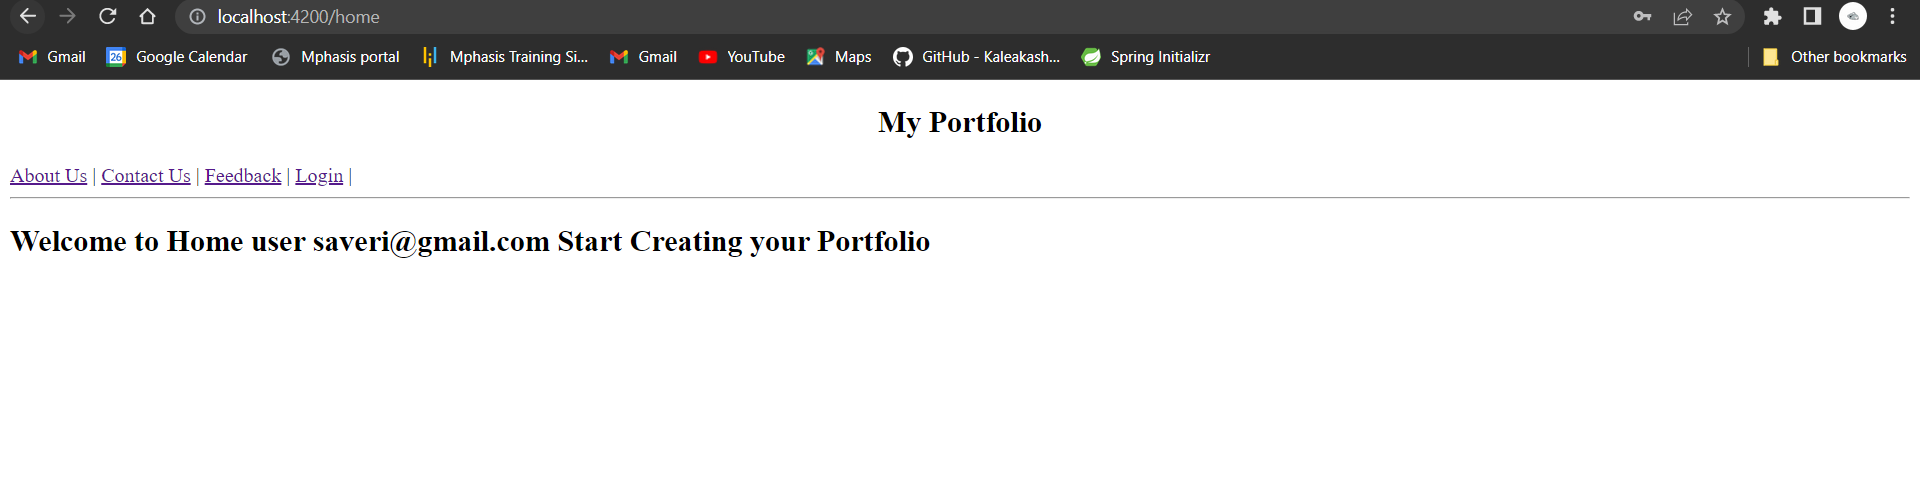 localhost:4200/home
Gmail Google Calendar Mphasis portal Mphasis Training Si... Gmail YouTube Maps GitHub - Kaleakash... Spring Initializr Other bookmarks
My Portfolio
About Us | Contact Us | Feedback | Login |
Welcome to Home user saveri@gmail.com Start Creating your Portfolio